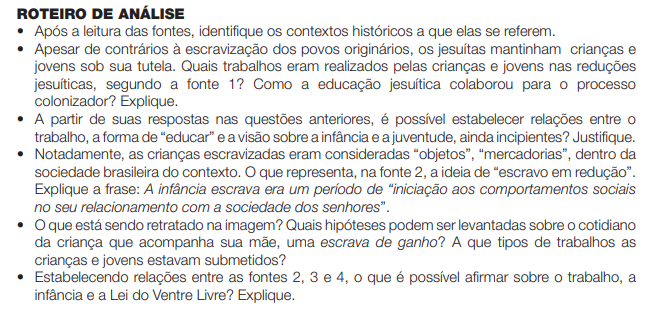 ROTEIRO DE ANÁLISE
• Após a leitura das fontes, identifique os contextos históricos a que elas se referem.
• Apesar de contrários à escravização dos povos originários, os jesuítas mantinham crianças e
jovens sob sua tutela. Quais trabalhos eram realizados pelas crianças e jovens nas reduções
jesuíticas, segundo a fonte 1? Como a educação jesuítica colaborou para o processo
colonizador? Explique.
• A partir de suas respostas nas questões anteriores, é possível estabelecer relações entre o
trabalho, a forma de “educar” e a visão sobre a infância e a juventude, ainda incipientes? Justifique.
• Notadamente, as crianças escravizadas eram consideradas “objetos”, “mercadorias”, dentro da
sociedade brasileira do contexto. O que representa, na fonte 2, a ideia de “escravo em redução”.
Explique a frase: A infância escrava era um período de “iniciação aos comportamentos sociais
no seu relacionamento com a sociedade dos senhores”.
• O que está sendo retratado na imagem? Quais hipóteses podem ser levantadas sobre o cotidiano
da criança que acompanha sua mãe, uma escrava de ganho? A que tipos de trabalhos as
crianças e jovens estavam submetidos?
• Estabelecendo relações entre as fontes 2, 3 e 4, o que é possível afirmar sobre o trabalho, a
infância e a Lei do Ventre Livre? Explique.